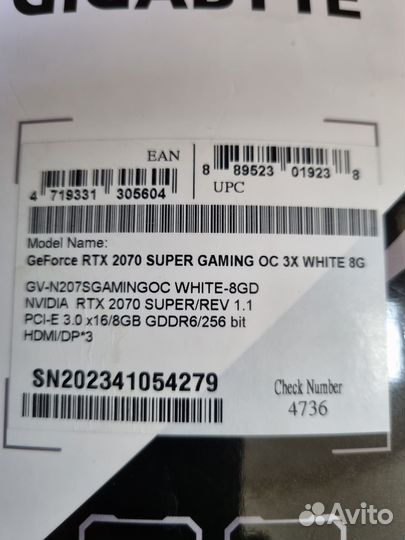 GIGABYTE
EAN
4 719331 305604
8 89523 01923 8
UPC
Model Name:
GeForce RTX 2070 SUPER GAMING OC 3X WHITE 8G
GV-N207SGAMINGOC WHITE-8GD
NVIDIA RTX 2070 SUPER/REV 1.1
PCI-E 3.0 x16/8GB GDDR6/256 bit
HDMI/DP*3
SN202341054279
Check Number
4736
Avito